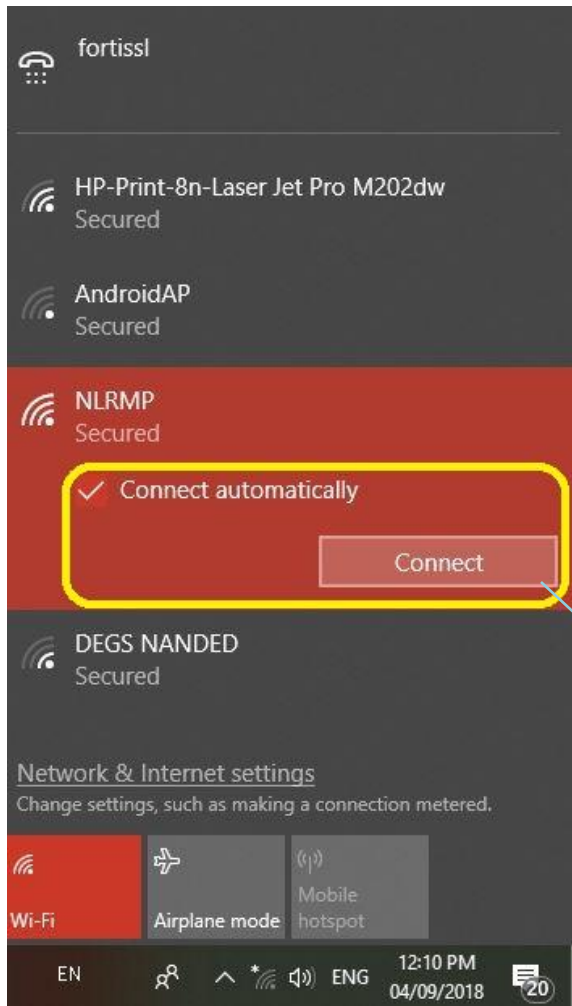 fortissl
HP-Print-8n-Laser Jet Pro M202dw
Secured
AndroidAP
Secured
NLRMP
Secured
Connect automatically
Connect
DEGS NANDED
Secured
Network & Internet settings
Change settings, such as making a connection metered.
Wi-Fi
Airplane mode
Mobile
hotspot
EN
ENG
12:10 PM
04/09/2018
20